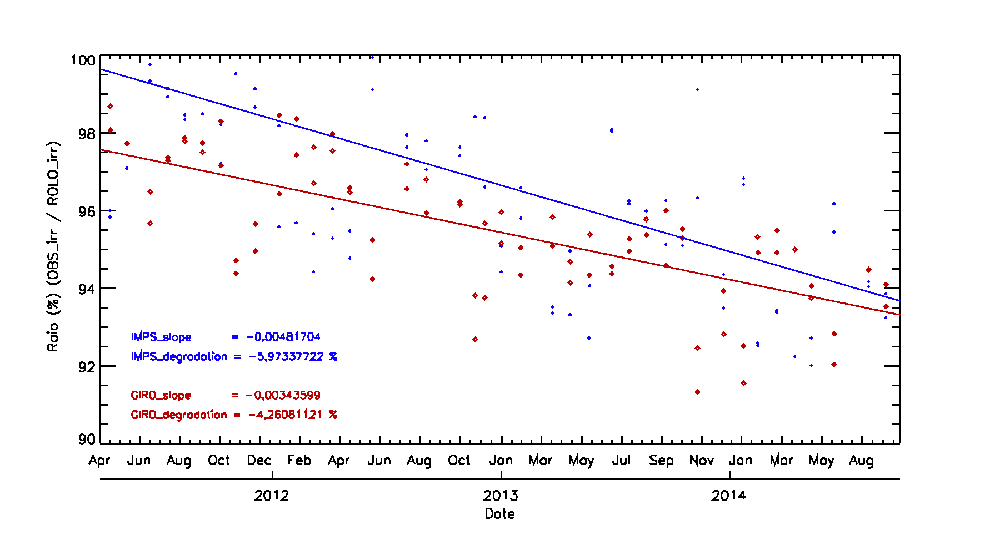 Raio (%) (OBS_irr / ROLO_irr)
100
98
96
94
92
90
IMPS_slope = -0.00481704
IMPS_degradation = -5.97337722 %
GIRO_slope = -0.00343599
GIRO_degradation = -4.26081121 %
Apr Jun Aug Oct Dec Feb Apr Jun Aug Oct Jan Mar May Jul Sep Nov Jan Mar May Aug
2012 2013 2014
Date